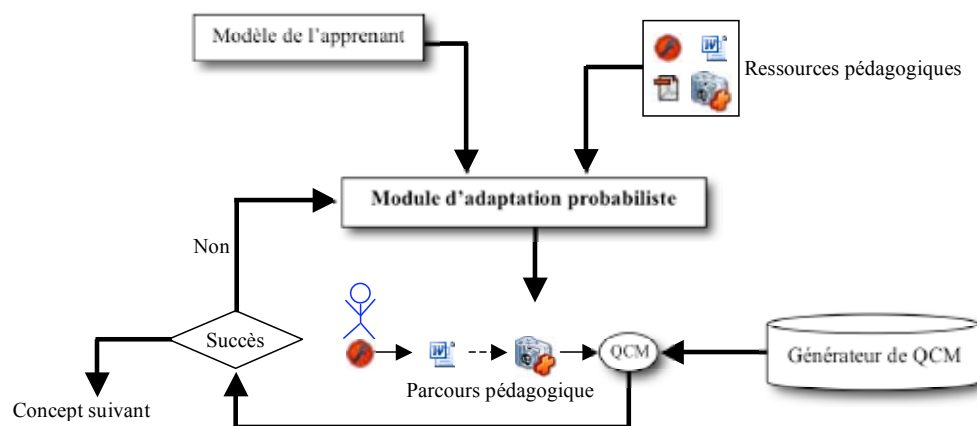 Modèle de l'apprenant
Ressources pédagogiques
Module d'adaptation probabiliste
Non
Succès
QCM
Générateur de QCM
Parcours pédagogique
Concept suivant